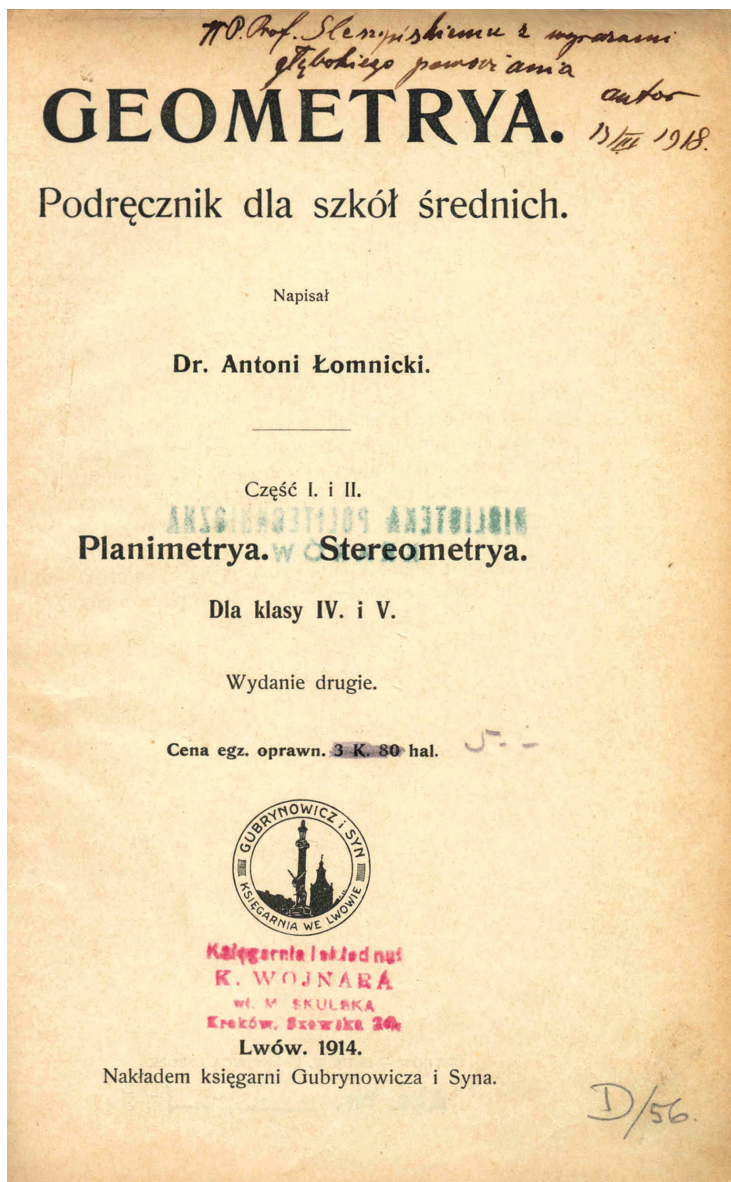 P. Prof. Sleszyńskiemu z wyrazami
głębokiego poważania
autor
13/III 1918.
GEOMETRYA.
Podręcznik dla szkół średnich.
Napisał
Dr. Antoni Łomnicki.
Część I. i II.
BIBLIOTEKA POLITECHNICZNA
Planimetrya. Stereometrya.
Dla klasy IV. i V.
Wydanie drugie.
Cena egz. oprawn. 3 K. 80 hal. 5.-
GUBRYNOWICZ i SYN
KSIĘGARNIA WE LWOWIE
Księgarnia i skład nut
K. WOJNARA
wł. M. SKULSKA
Kraków, Szewska 20
Lwów. 1914.
Nakładem księgarni Gubrynowicza i Syna.
D/56.